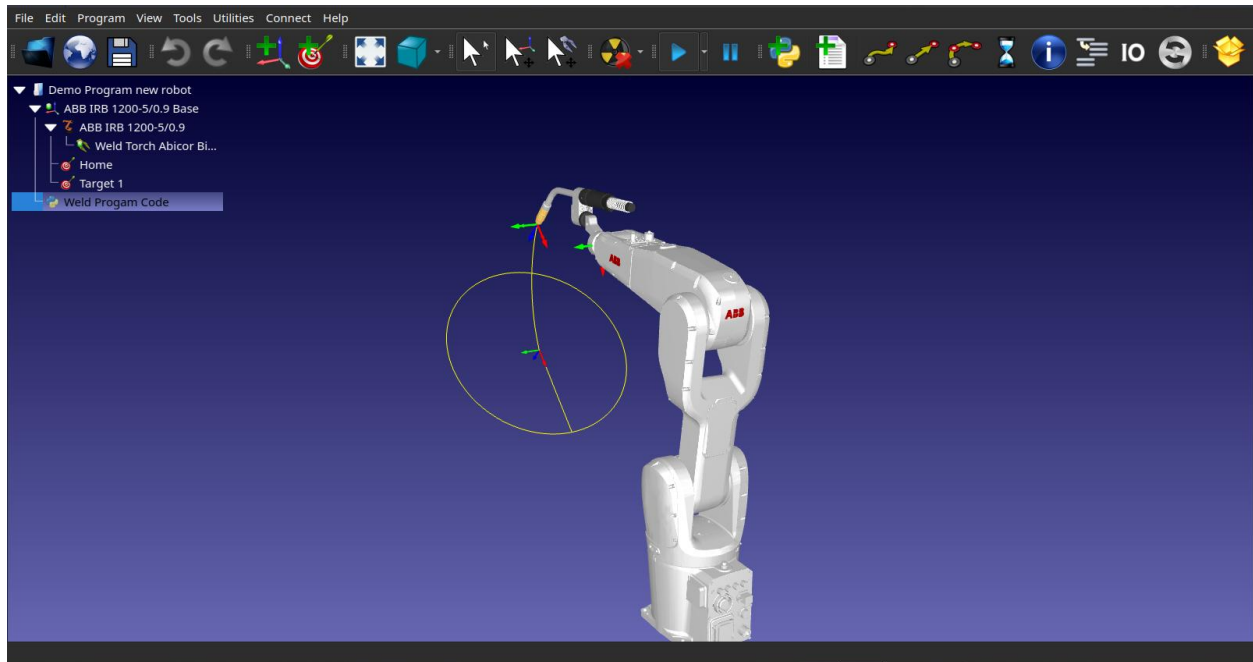 File Edit Program View Tools Utilities Connect Help
IO
Demo Program new robot
ABB IRB 1200-5/0.9 Base
ABB IRB 1200-5/0.9
Weld Torch Abicor Bi...
Home
Target 1
Weld Progam Code
ABB
ABB